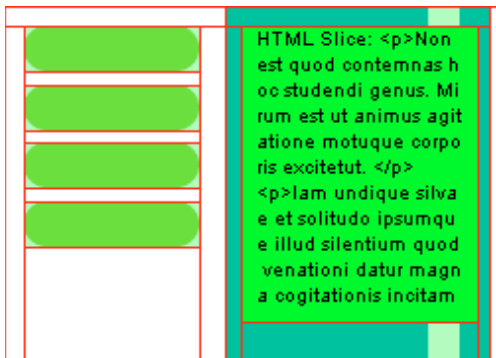 HTML Slice: <p>Non
est quod contemnas h
oc studendi genus. Mi
rum est ut animus agit
atione motuque corpo
ris excitetut. </p>
<p>Iam undique silva
e et solitudo ipsumqu
e illud silentium quod
venationi datur magn
a cogitationis incitam